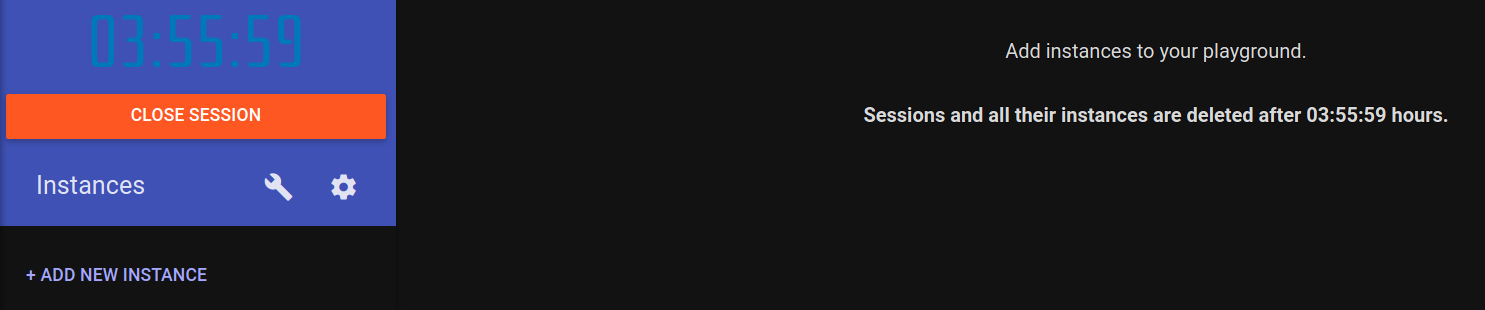 03:55:59
CLOSE SESSION
Instances
+ ADD NEW INSTANCE
Add instances to your playground.
Sessions and all their instances are deleted after 03:55:59 hours.